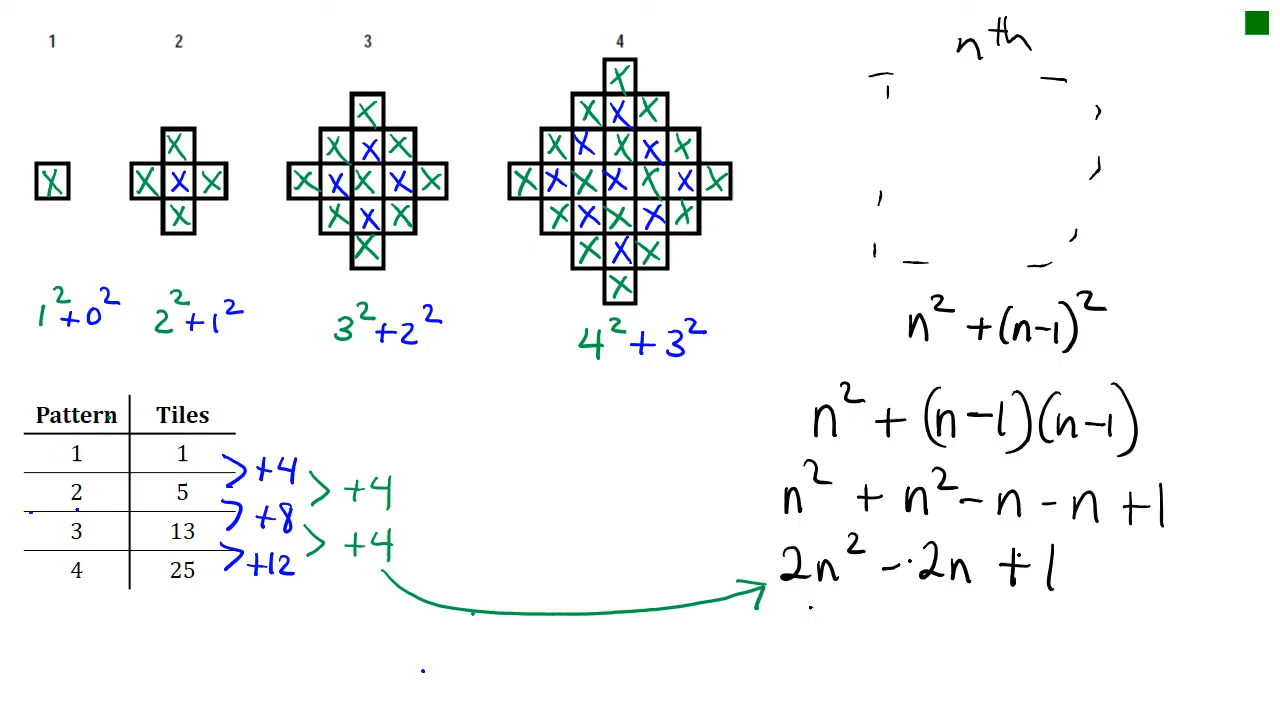 1 2 3 4 nth
X
X
X X X
X
X
X X X
X X X X X
X X X
X
X
X X X
X X X X X
X X X X X X X
X X X X X
X X X
X
1² + 0² 2² + 1² 3² + 2² 4² + 3² n² + (n-1)²
Pattern Tiles
1 1
2 5
3 13
4 25
> +4
> +8
> +12
> +4
> +4
n² + (n-1)(n-1)
n² + n² - n - n + 1
2n² - 2n + 1